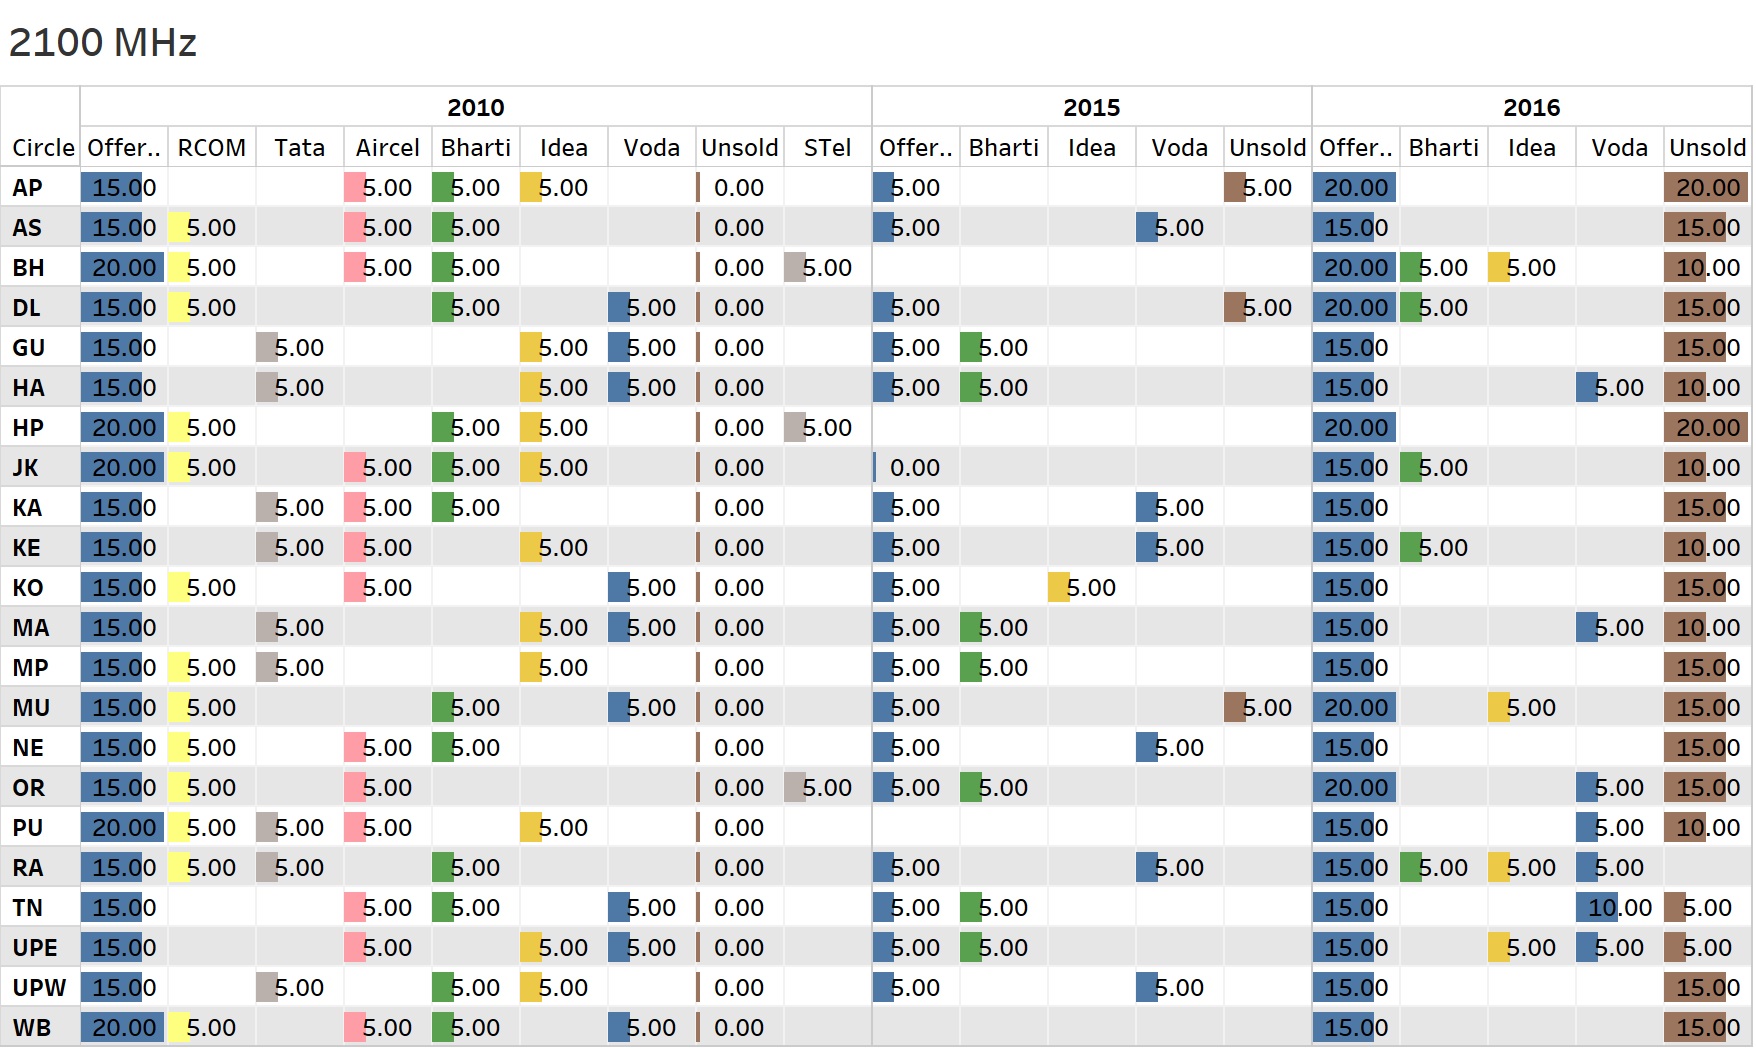 2100 MHz
2010 2015 2016
Circle Offer.. RCOM Tata Aircel Bharti Idea Voda Unsold STel Offer.. Bharti Idea Voda Unsold Offer.. Bharti Idea Voda Unsold
AP 15.00 5.00 5.00 5.00 0.00 5.00 5.00 20.00 20.00
AS 15.00 5.00 5.00 5.00 0.00 5.00 5.00 15.00 15.00
BH 20.00 5.00 5.00 5.00 0.00 5.00 20.00 5.00 5.00 10.00
DL 15.00 5.00 5.00 5.00 0.00 5.00 5.00 20.00 5.00 15.00
GU 15.00 5.00 5.00 5.00 0.00 5.00 5.00 15.00 15.00
HA 15.00 5.00 5.00 5.00 0.00 5.00 5.00 15.00 5.00 10.00
HP 20.00 5.00 5.00 5.00 0.00 5.00 20.00 20.00
JK 20.00 5.00 5.00 5.00 5.00 0.00 0.00 15.00 5.00 10.00
KA 15.00 5.00 5.00 5.00 0.00 5.00 5.00 15.00 15.00
KE 15.00 5.00 5.00 5.00 0.00 5.00 5.00 15.00 5.00 10.00
KO 15.00 5.00 5.00 5.00 0.00 5.00 5.00 15.00 15.00
MA 15.00 5.00 5.00 5.00 0.00 5.00 5.00 15.00 5.00 10.00
MP 15.00 5.00 5.00 5.00 0.00 5.00 5.00 15.00 15.00
MU 15.00 5.00 5.00 5.00 0.00 5.00 5.00 20.00 5.00 15.00
NE 15.00 5.00 5.00 5.00 0.00 5.00 5.00 15.00 15.00
OR 15.00 5.00 5.00 0.00 5.00 5.00 5.00 20.00 5.00 15.00
PU 20.00 5.00 5.00 5.00 5.00 0.00 15.00 5.00 10.00
RA 15.00 5.00 5.00 5.00 0.00 5.00 5.00 15.00 5.00 5.00 5.00
TN 15.00 5.00 5.00 5.00 0.00 5.00 5.00 15.00 10.00 5.00
UPE 15.00 5.00 5.00 5.00 0.00 5.00 5.00 15.00 5.00 5.00 5.00
UPW 15.00 5.00 5.00 5.00 0.00 5.00 5.00 15.00 15.00
WB 20.00 5.00 5.00 5.00 5.00 0.00 15.00 15.00